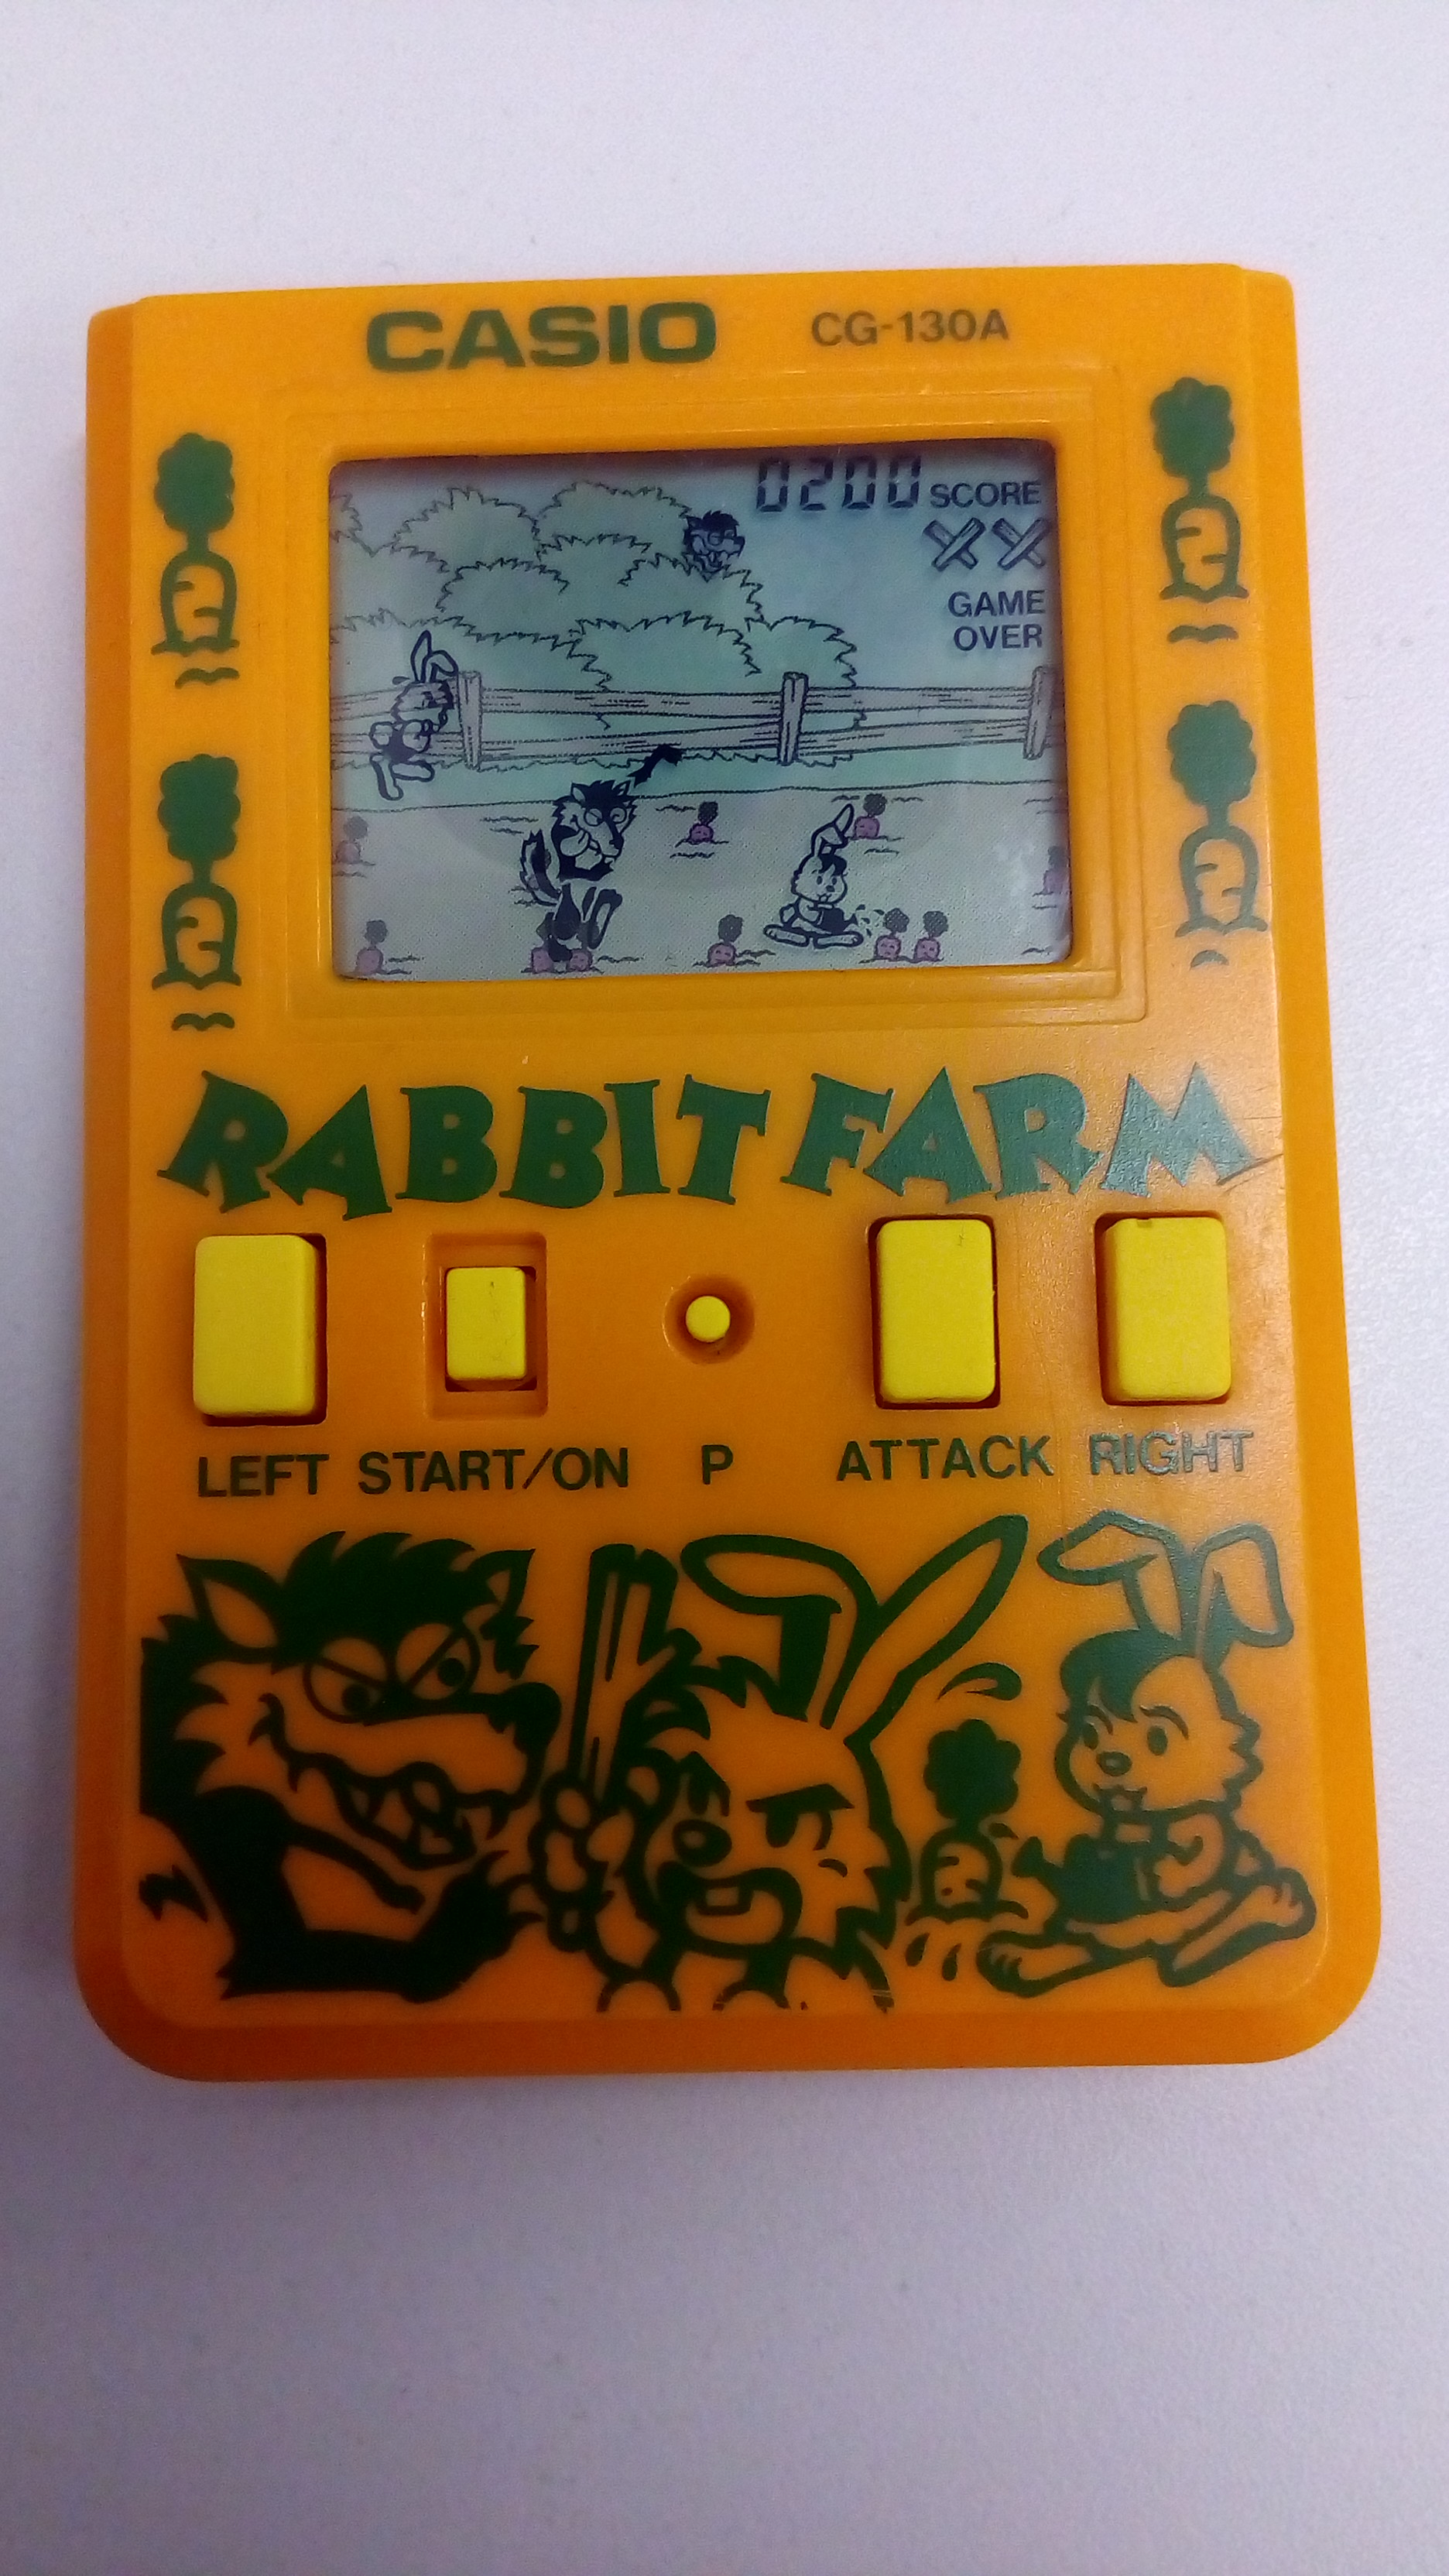 CASIO CG-130A
0200 SCORE
GAME
OVER
RABBIT FARM
LEFT START/ON P ATTACK RIGHT